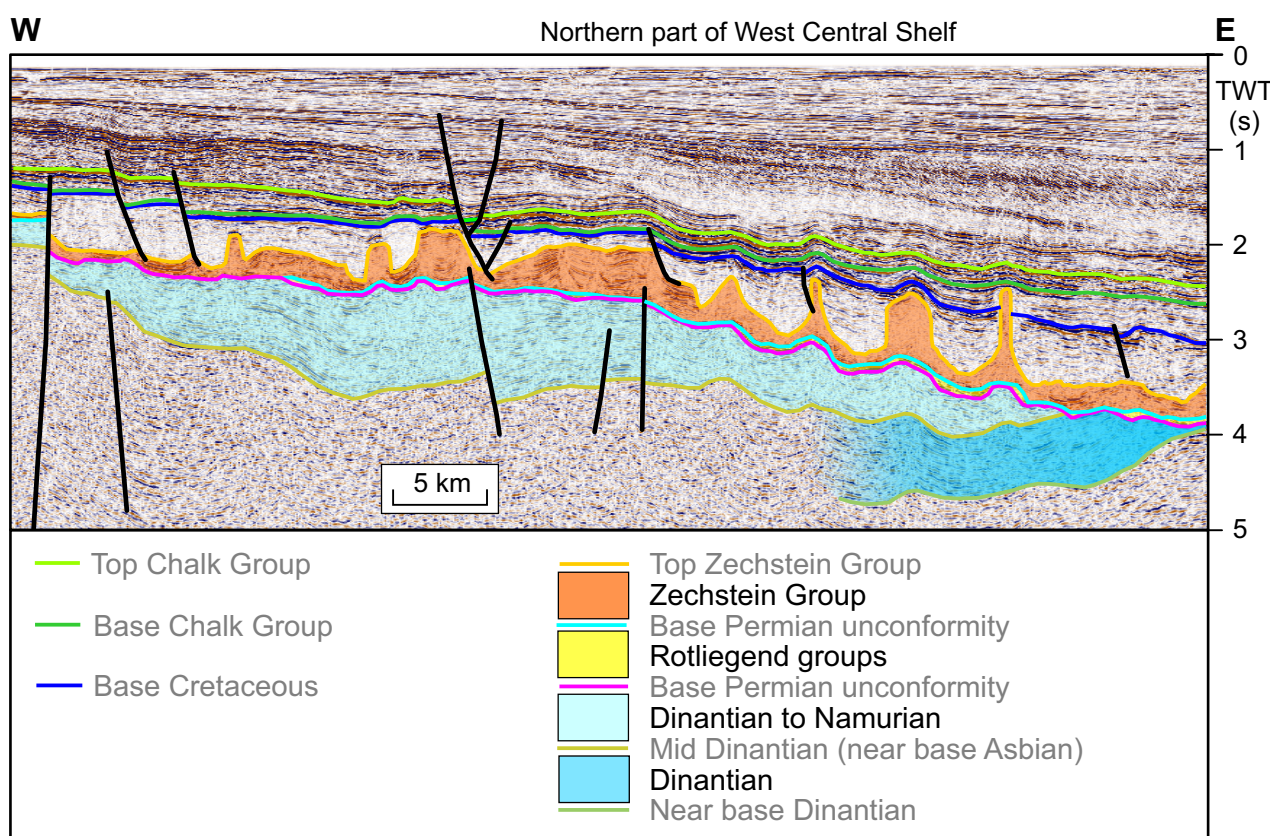 W
Northern part of West Central Shelf
E
0
TWT
(s)
1
2
3
4
5
5 km
Top Chalk Group
Base Chalk Group
Base Cretaceous
Top Zechstein Group
Zechstein Group
Base Permian unconformity
Rotliegend groups
Base Permian unconformity
Dinantian to Namurian
Mid Dinantian (near base Asbian)
Dinantian
Near base Dinantian